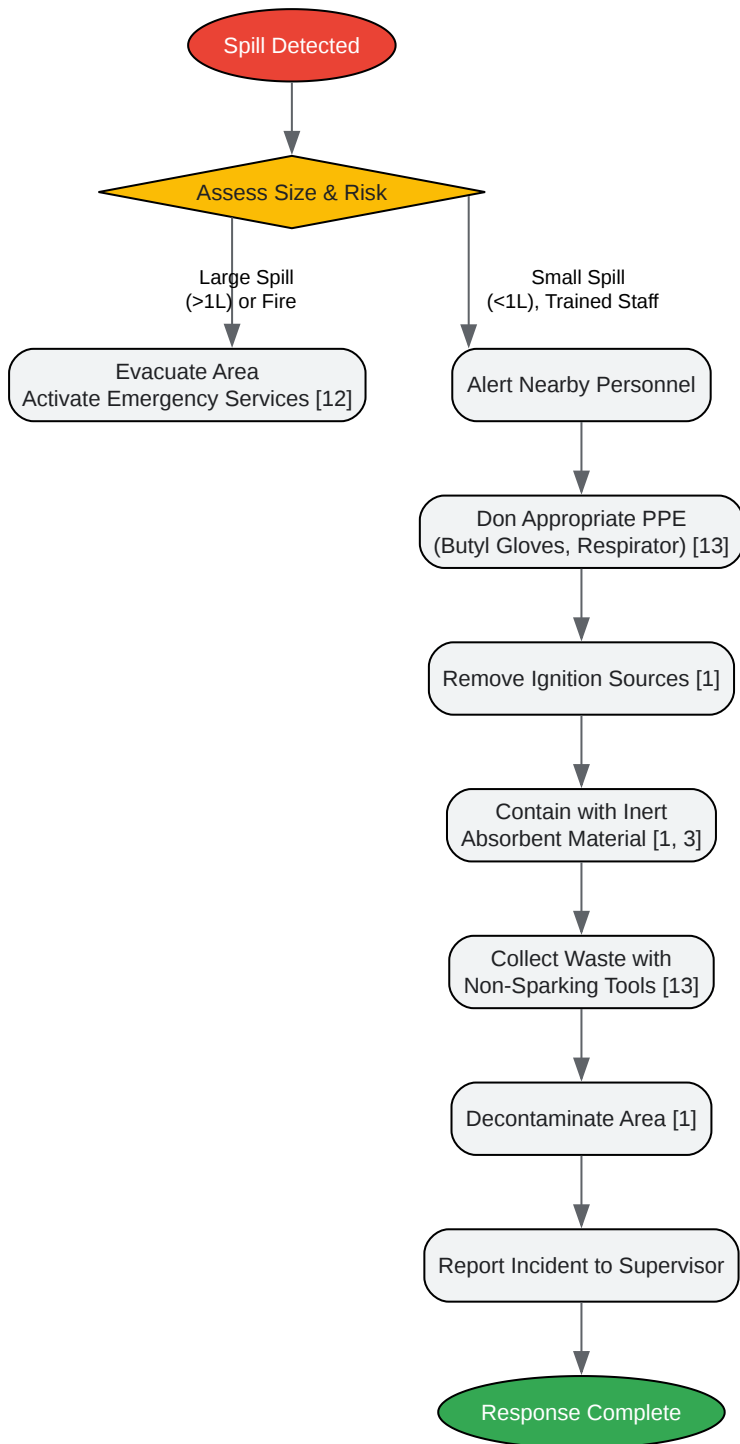 Spill Detected
Assess Size & Risk
Large Spill
(>1L) or Fire
Small Spill
(<1L), Trained Staff
Evacuate Area
Activate Emergency Services [12]
Alert Nearby Personnel
Don Appropriate PPE
(Butyl Gloves, Respirator) [13]
Remove Ignition Sources [1]
Contain with Inert
Absorbent Material [1, 3]
Collect Waste with
Non-Sparking Tools [13]
Decontaminate Area [1]
Report Incident to Supervisor
Response Complete